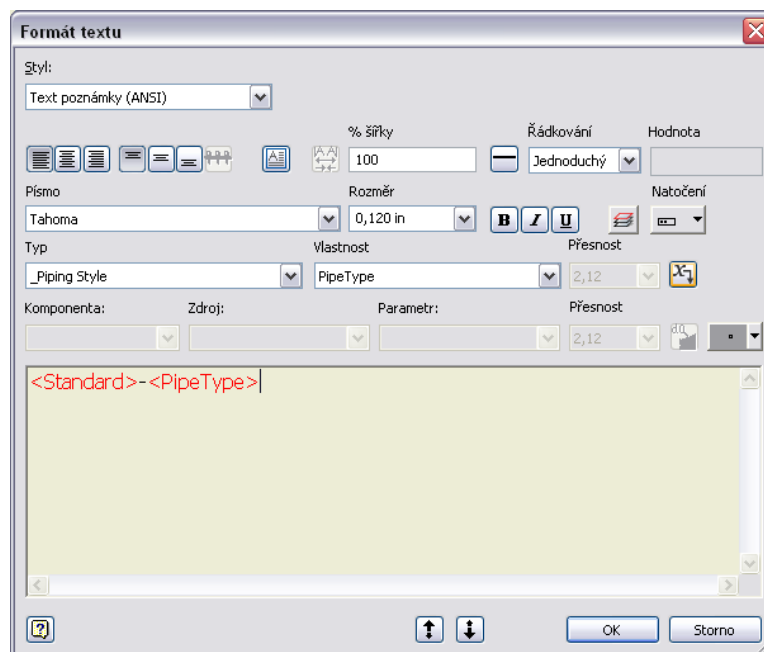 Formát textu
Styl:
Text poznámky (ANSI)
% šířky
Řádkování
Hodnota
100
Jednoduchý
Písmo
Rozměr
Natočení
Tahoma
0,120 in
B I U
Typ
Vlastnost
Přesnost
_Piping Style
PipeType
2,12
Komponenta:
Zdroj:
Parametr:
Přesnost
2,12
<Standard>-<PipeType>
OK
Storno